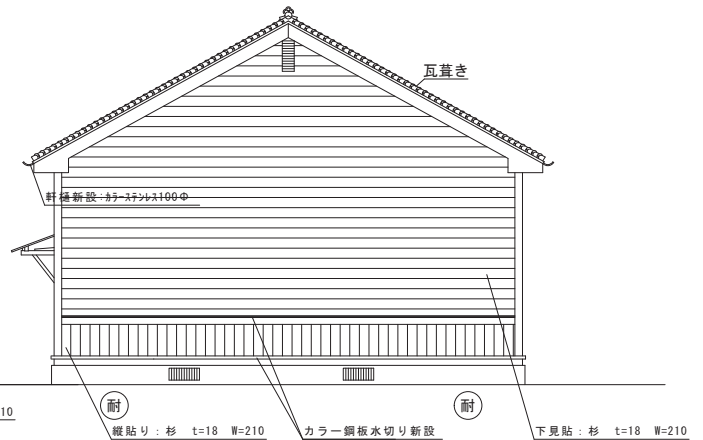 瓦葺き
軒樋新設:ｶﾗｰｽﾃﾝﾚｽ100Φ
10
耐
耐
縦貼り：杉 t=18 W=210
カラー鋼板水切り新設
下見貼：杉 t=18 W=210